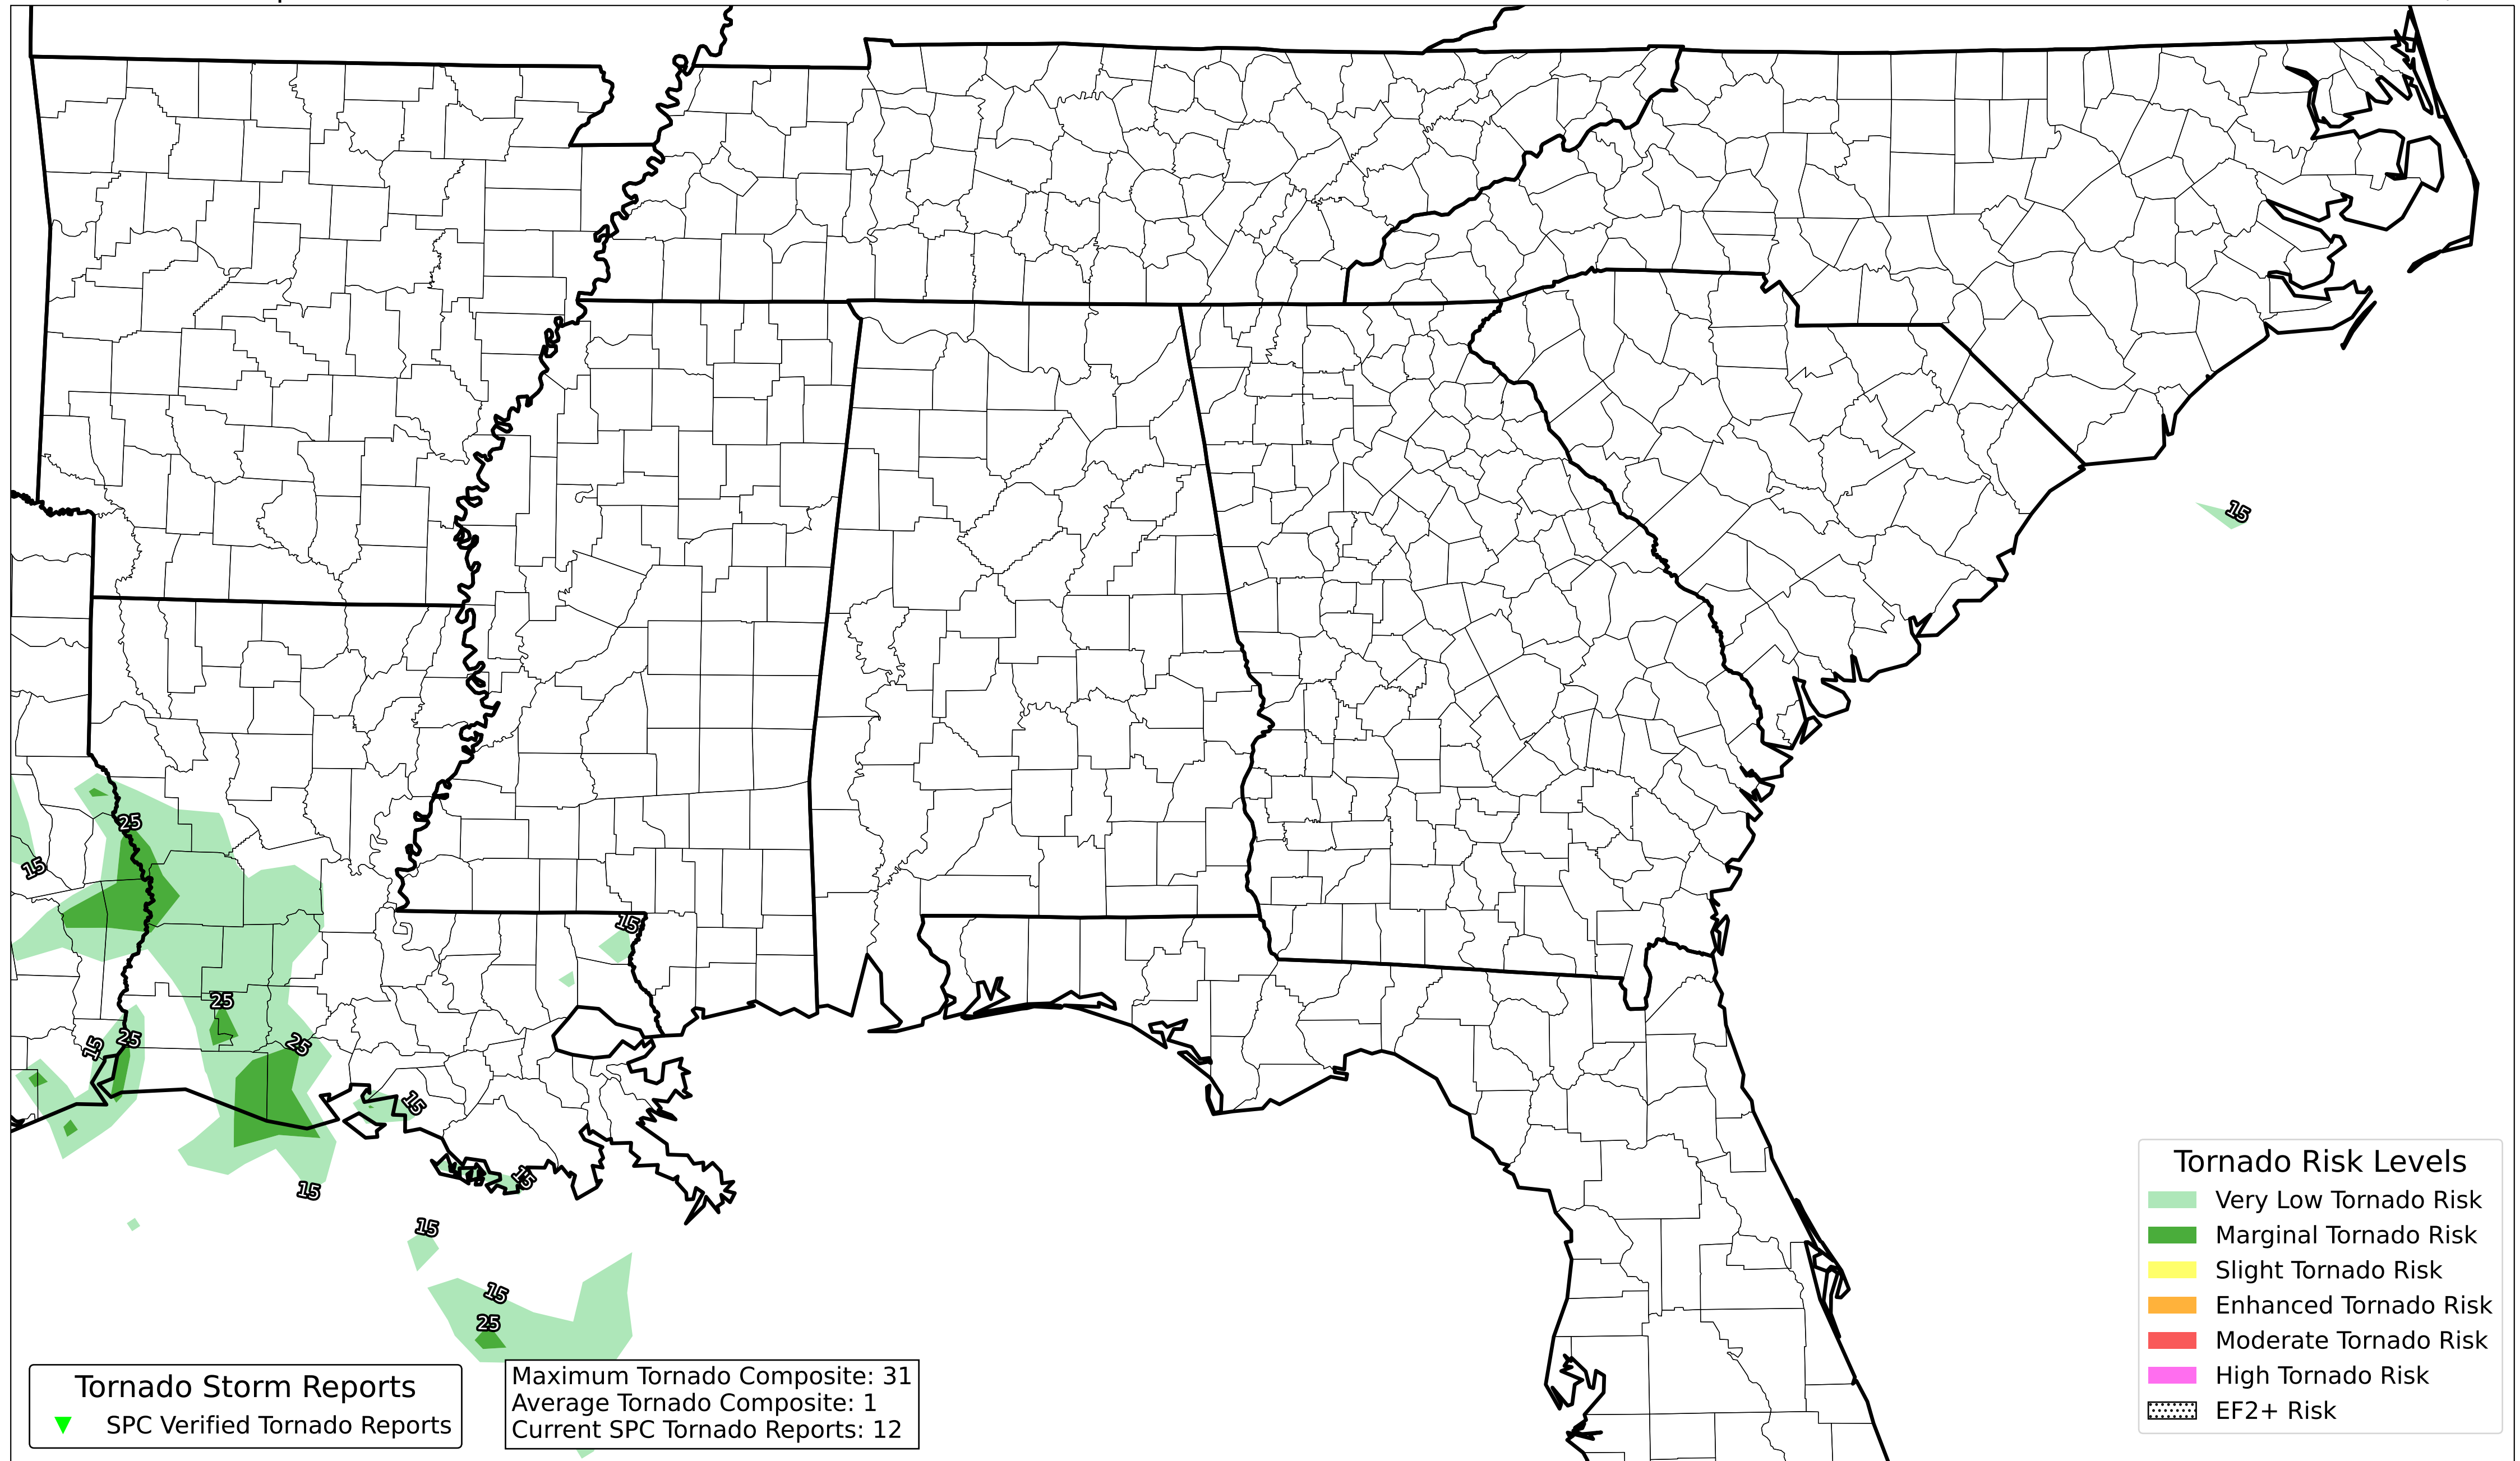 15
25
15
15
25
15
25
25
15
15
15
15
15
25
Tornado Risk Levels
Very Low Tornado Risk
Marginal Tornado Risk
Slight Tornado Risk
Enhanced Tornado Risk
Moderate Tornado Risk
High Tornado Risk
EF2+ Risk
Tornado Storm Reports
SPC Verified Tornado Reports
Maximum Tornado Composite: 31
Average Tornado Composite: 1
Current SPC Tornado Reports: 12